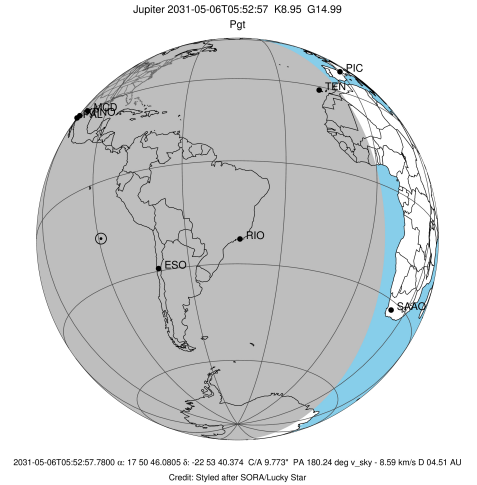 Jupiter 2031-05-06T05:52:57 K8.95 G14.99
Pgt
PIC
TEN
MCD
RIO
ESO
SAAO
2031-05-06T05:52:57.7800 α: 17 50 46.0805 δ: -22 53 40.374 C/A 9.773" PA 180.24 deg v_sky - 8.59 km/s D 04.51 AU
Credit: Styled after SORA/Lucky Star